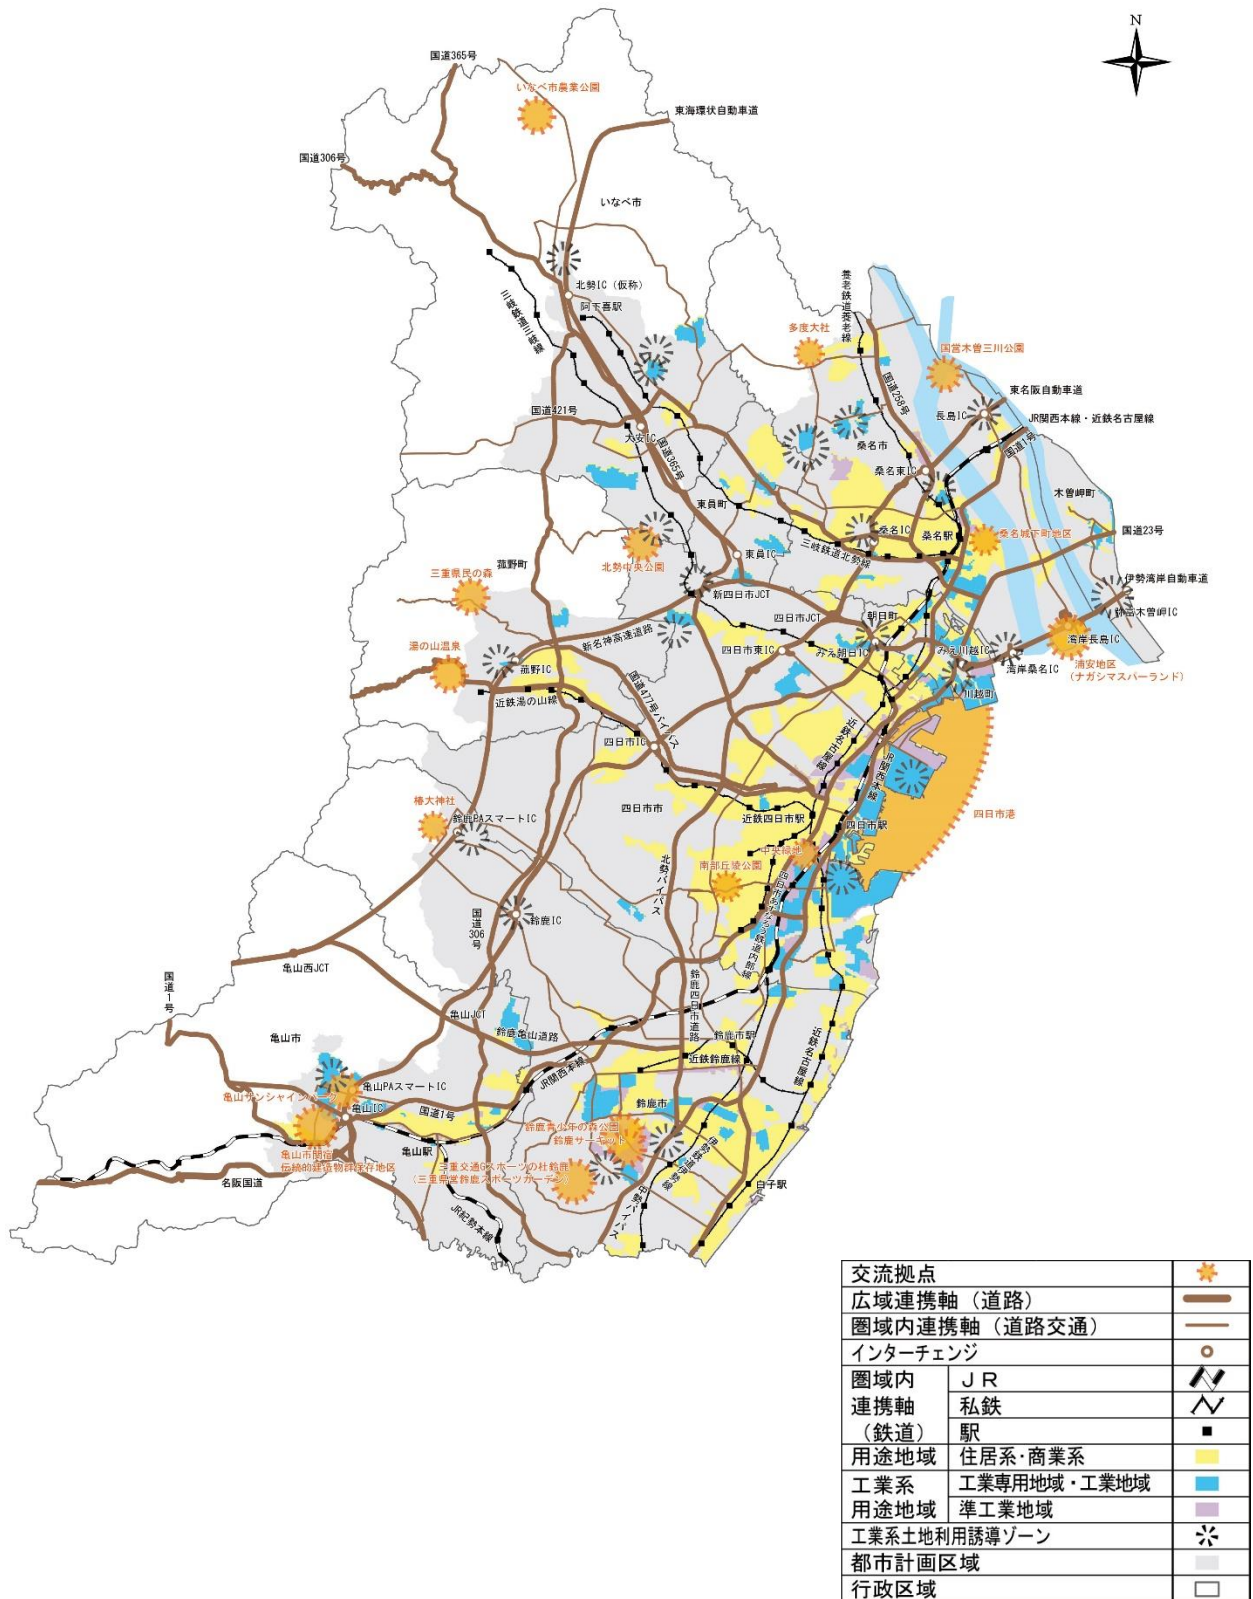 N
国道365号
いなべ市農業公園
東海環状自動車道
国道306号
いなべ市
北勢IC（仮称）
阿下喜駅
三岐鉄道三岐線
養老鉄道養老線
多度大社
国営木曽三川公園
国道258号
東名阪自動車道
長島IC
JR関西本線・近鉄名古屋線
国道1号
国道421号
大安IC
国道365号
桑名市
桑名東IC
木曽岬町
東員町
桑名IC
桑名駅
桑名城下町地区
国道23号
三岐鉄道北勢線
東員IC
北勢中央公園
菰野町
三重県民の森
新四日市JCT
伊勢湾岸自動車道
弥富木曽岬IC
四日市JCT
朝日町
新名神高速道路
四日市東IC
みえ朝日IC
みえ川越IC
湾岸長島IC
湾岸桑名IC
浦安地区
（ナガシマスパーランド）
湯の山温泉
菰野IC
川越町
近鉄湯の山線
国道477号バイパス
四日市IC
近鉄名古屋線
JR関西本線
椿大神社
鈴鹿PAスマートIC
四日市市
近鉄四日市駅
四日市駅
四日市港
中央緑地
南部丘陵公園
北勢バイパス
四日市あすなろう鉄道内部線
国道306号
鈴鹿IC
亀山西JCT
国道1号
鈴鹿四日市道路
亀山JCT
鈴鹿亀山道路
亀山市
鈴鹿市駅
近鉄鈴鹿線
近鉄名古屋線
JR関西本線
亀山PAスマートIC
亀山サンシャインパーク
亀山IC
国道1号
鈴鹿市
鈴鹿青少年の森公園
鈴鹿サーキット
亀山駅
亀山市関宿
伝統的建造物群保存地区
三重交通Gスポーツの杜鈴鹿
（三重県営鈴鹿スポーツガーデン）
名阪国道
伊勢鉄道伊勢線
白子駅
中勢バイパス
JR紀勢本線
交流拠点
広域連携軸（道路）
圏域内連携軸（道路交通）
インターチェンジ
圏域内 ＪＲ
連携軸 私鉄
（鉄道） 駅
用途地域 住居系・商業系
工業系 工業専用地域・工業地域
用途地域 準工業地域
工業系土地利用誘導ゾーン
都市計画区域
行政区域